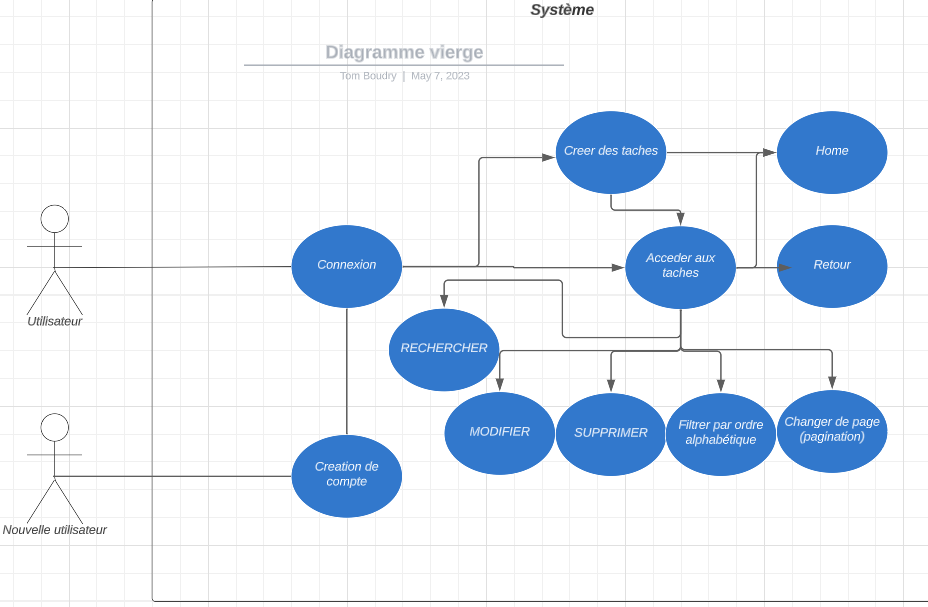 Système
Diagramme vierge
Tom Boudry | May 7, 2023
Creer des taches
Home
Connexion
Acceder aux
taches
Retour
Utilisateur
RECHERCHER
MODIFIER
SUPPRIMER
Filtrer par ordre
alphabétique
Changer de page
(pagination)
Creation de
compte
Nouvelle utilisateur